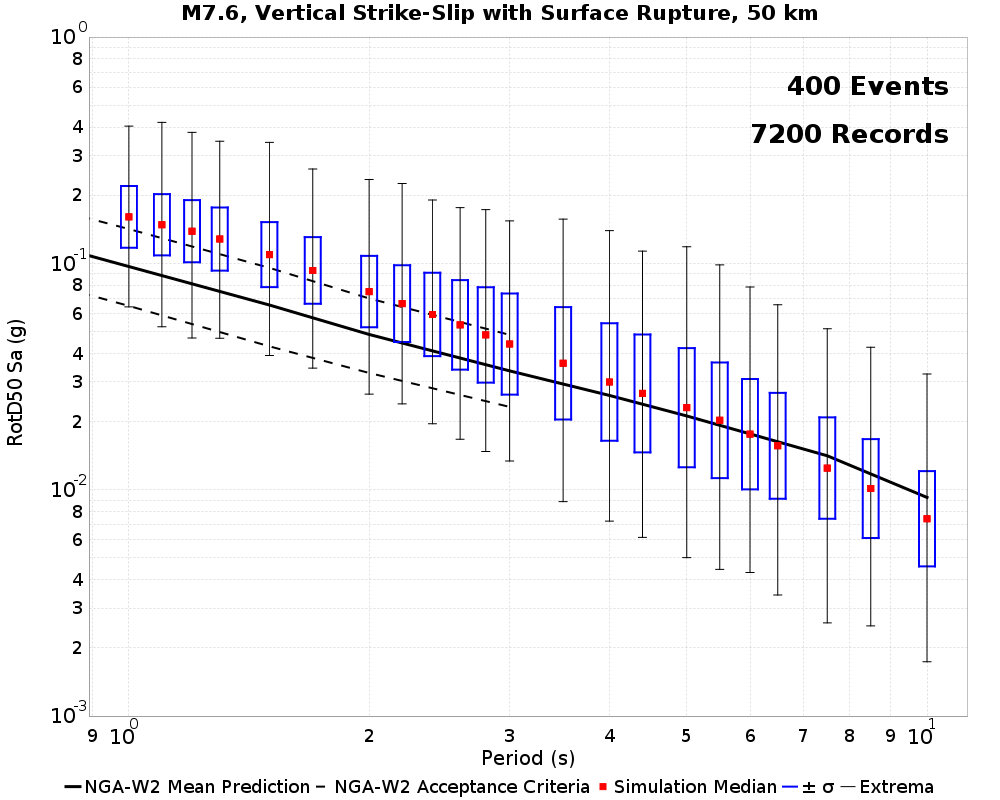 M7.6, Vertical Strike-Slip with Surface Rupture, 50 km
400 Events
7200 Records
RotD50 Sa (g)
10^0
8
6
4
3
2
10^-1
8
6
4
3
2
10^-2
8
6
4
3
2
10^-3
9 10^0 2 3 4 5 6 7 8 9 10^1
Period (s)
NGA-W2 Mean Prediction NGA-W2 Acceptance Criteria Simulation Median ± σ Extrema